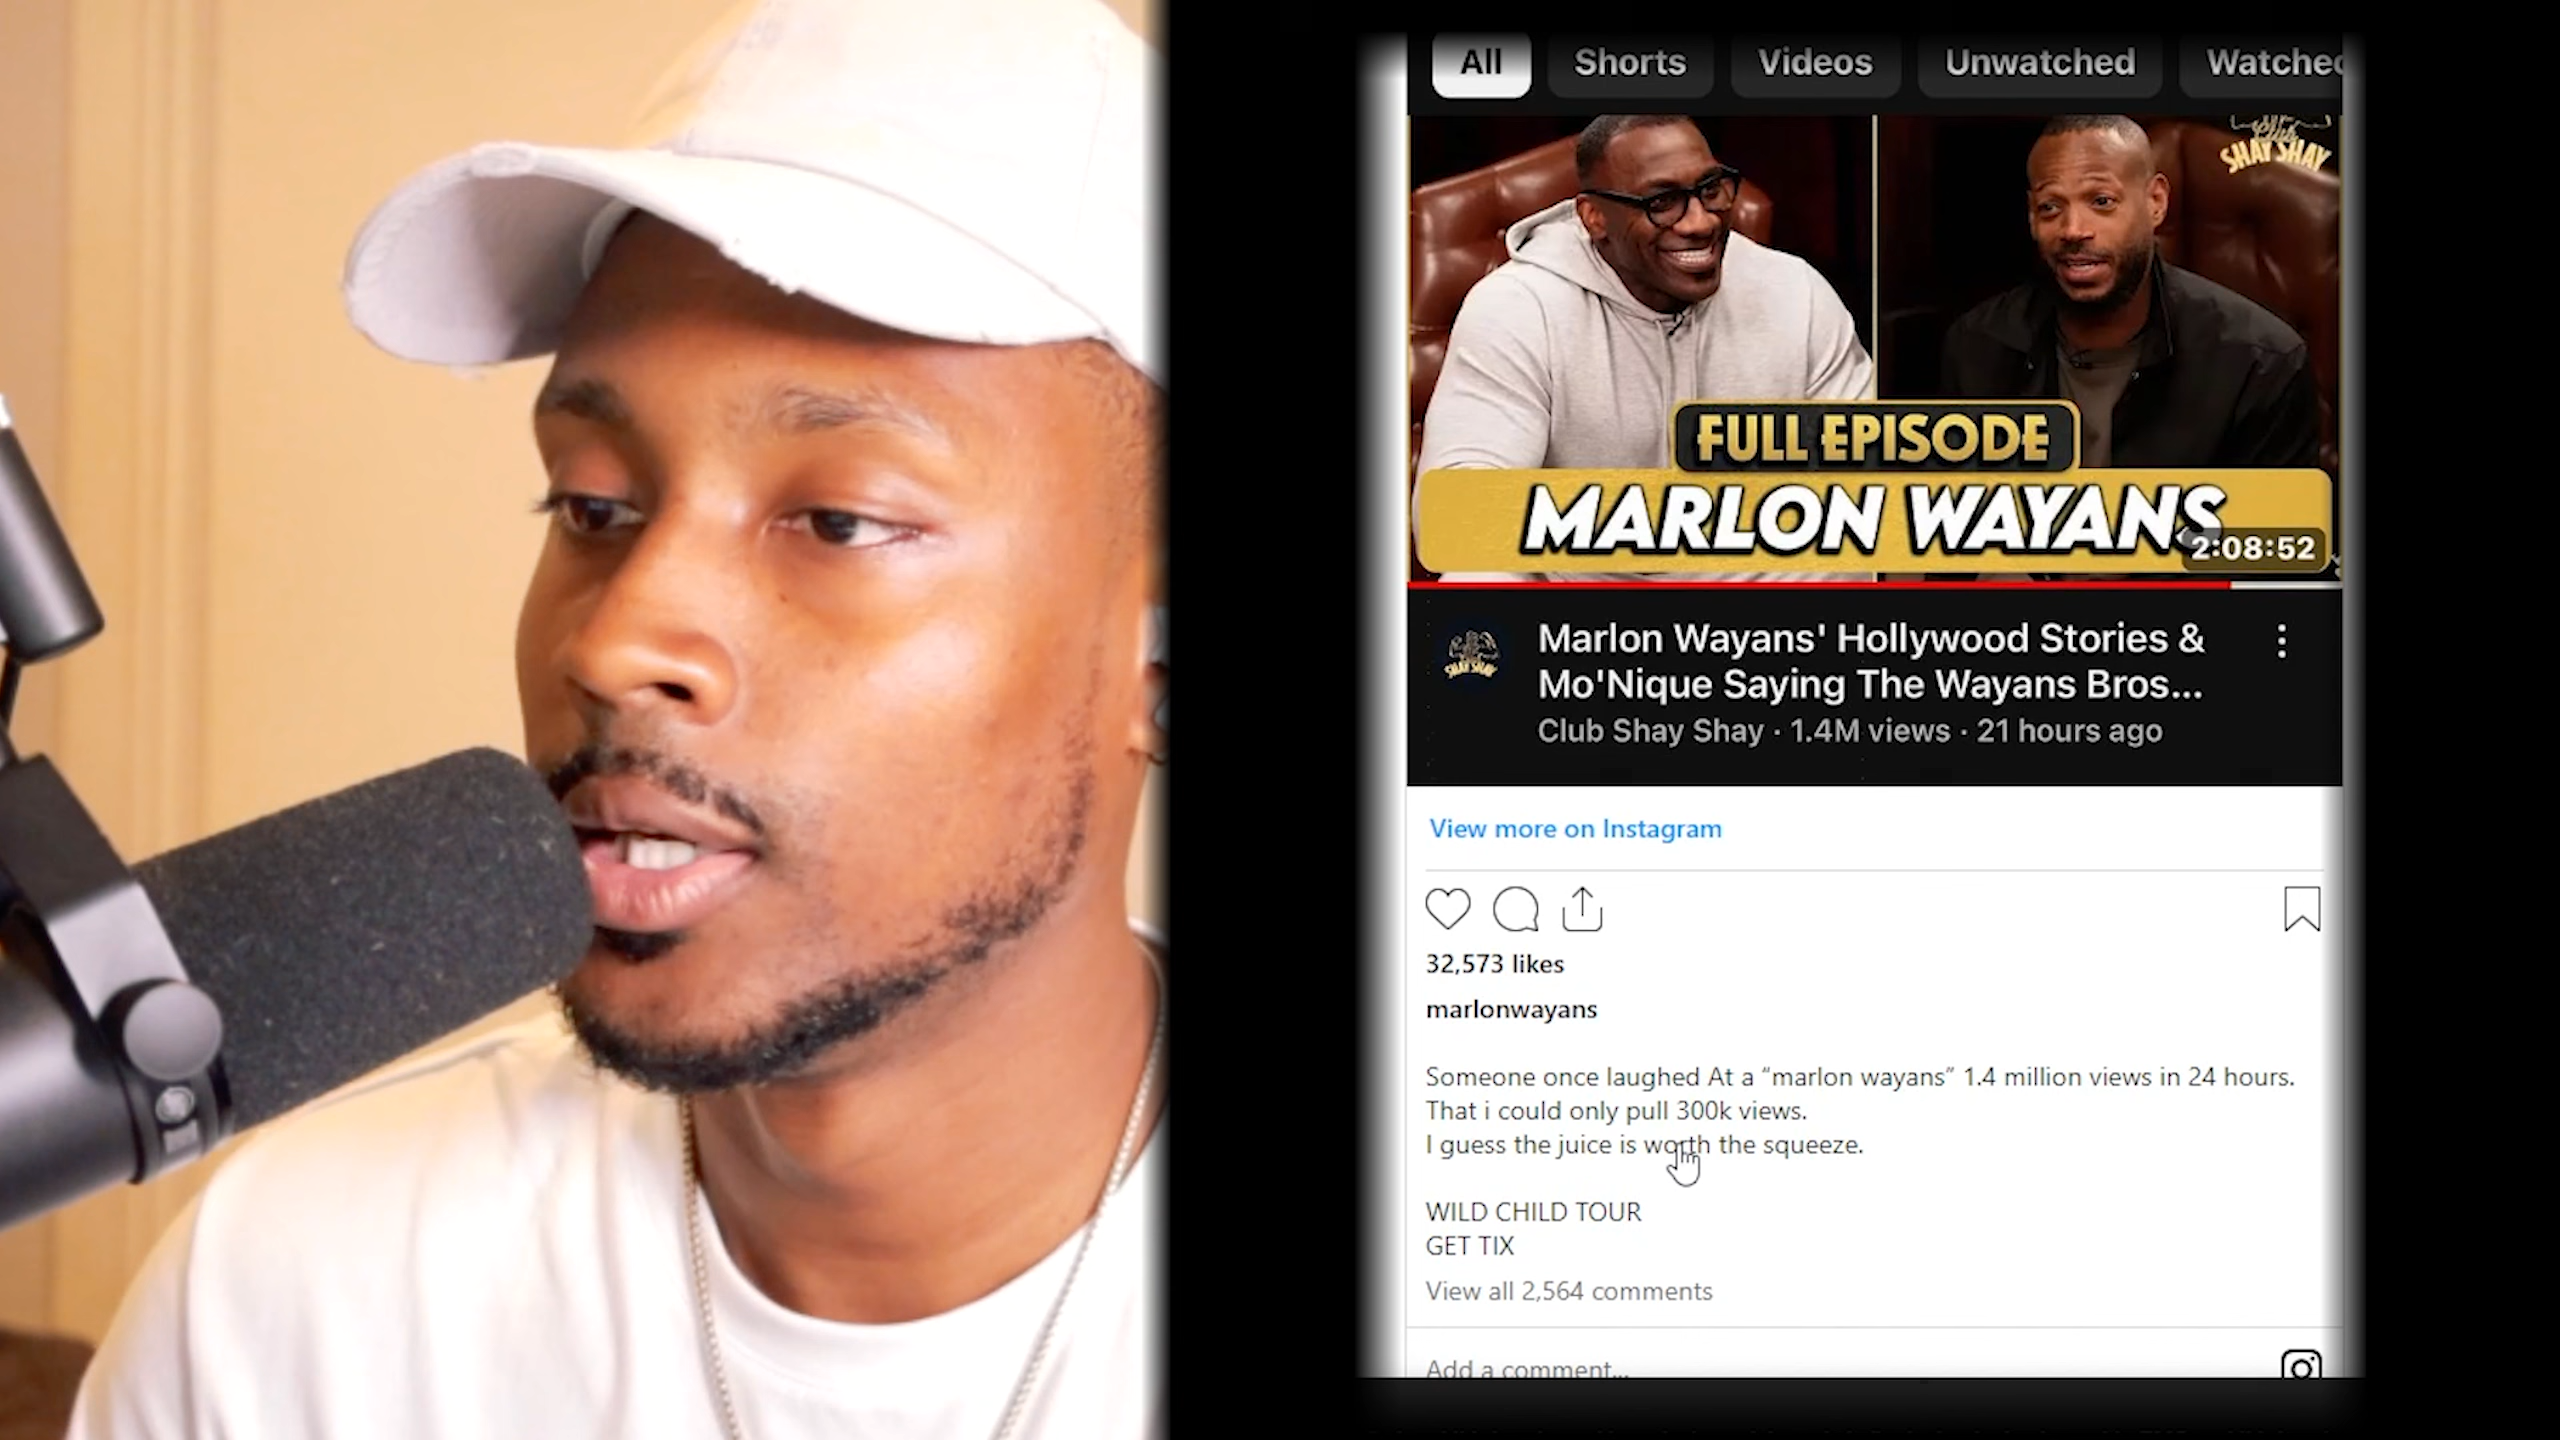 All
Shorts
Videos
Unwatched
Watched
Club
SHAY SHAY
FULL EPISODE
MARLON WAYANS
2:08:52
SHAY SHAY
Marlon Wayans' Hollywood Stories &
Mo'Nique Saying The Wayans Bros...
Club Shay Shay · 1.4M views · 21 hours ago
View more on Instagram
32,573 likes
marlonwayans
Someone once laughed At a “marlon wayans” 1.4 million views in 24 hours.
That i could only pull 300k views.
I guess the juice is worth the squeeze.
WILD CHILD TOUR
GET TIX
View all 2,564 comments
Add a comment...